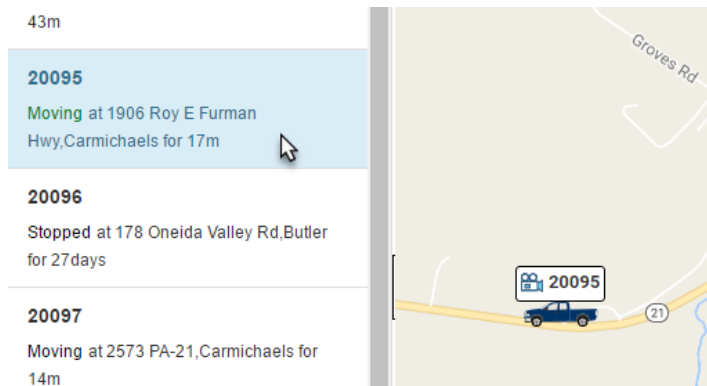 43m
20095
Moving at 1906 Roy E Furman
Hwy,Carmichaels for 17m
20096
Stopped at 178 Oneida Valley Rd,Butler
for 27days
20097
Moving at 2573 PA-21,Carmichaels for
14m
Groves Rd
20095
21